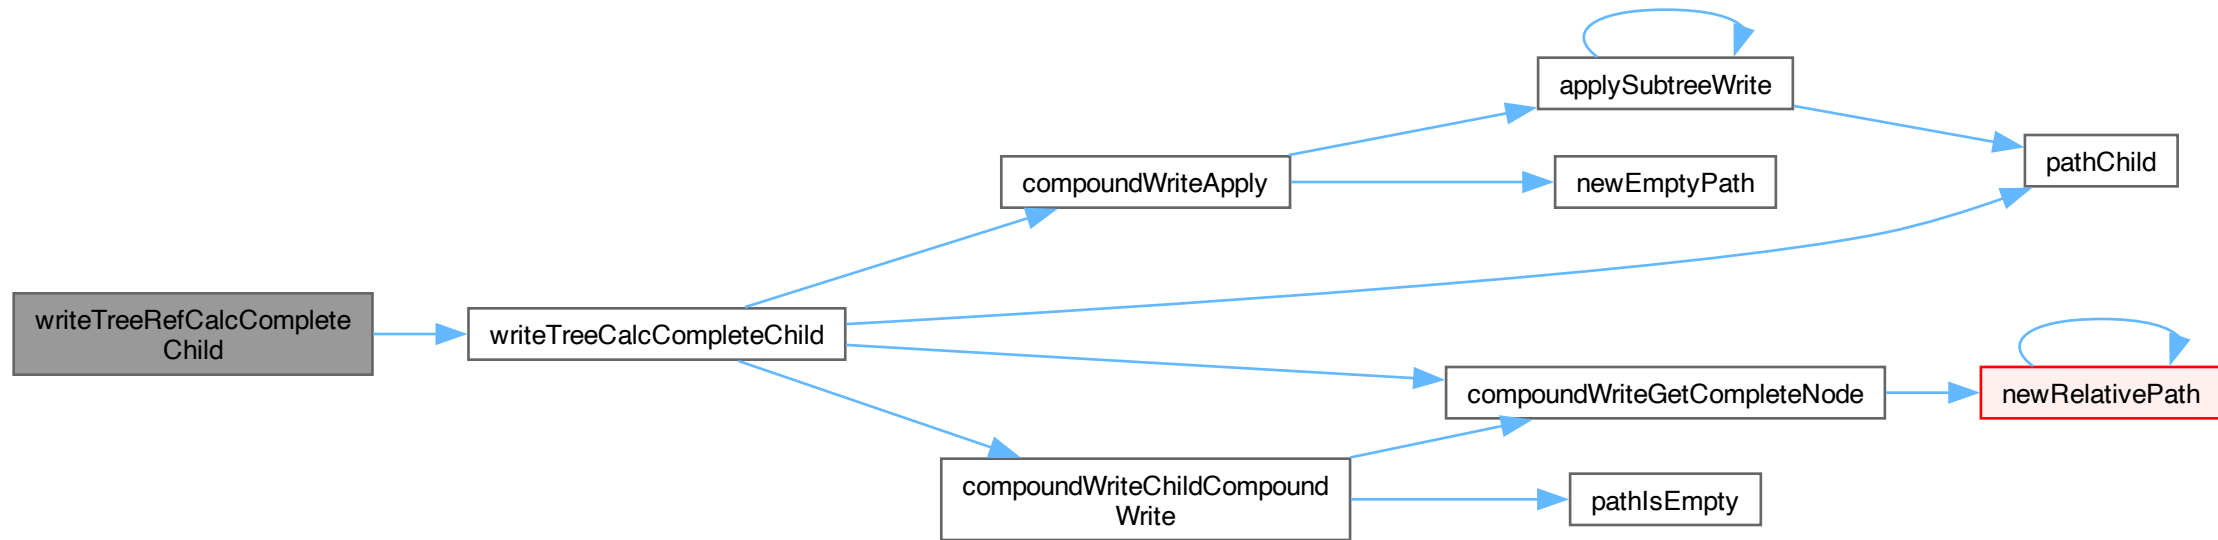 applySubtreeWrite
pathChild
compoundWriteApply
newEmptyPath
writeTreeRefCalcComplete
Child
writeTreeCalcCompleteChild
compoundWriteGetCompleteNode
newRelativePath
compoundWriteChildCompound
Write
pathIsEmpty